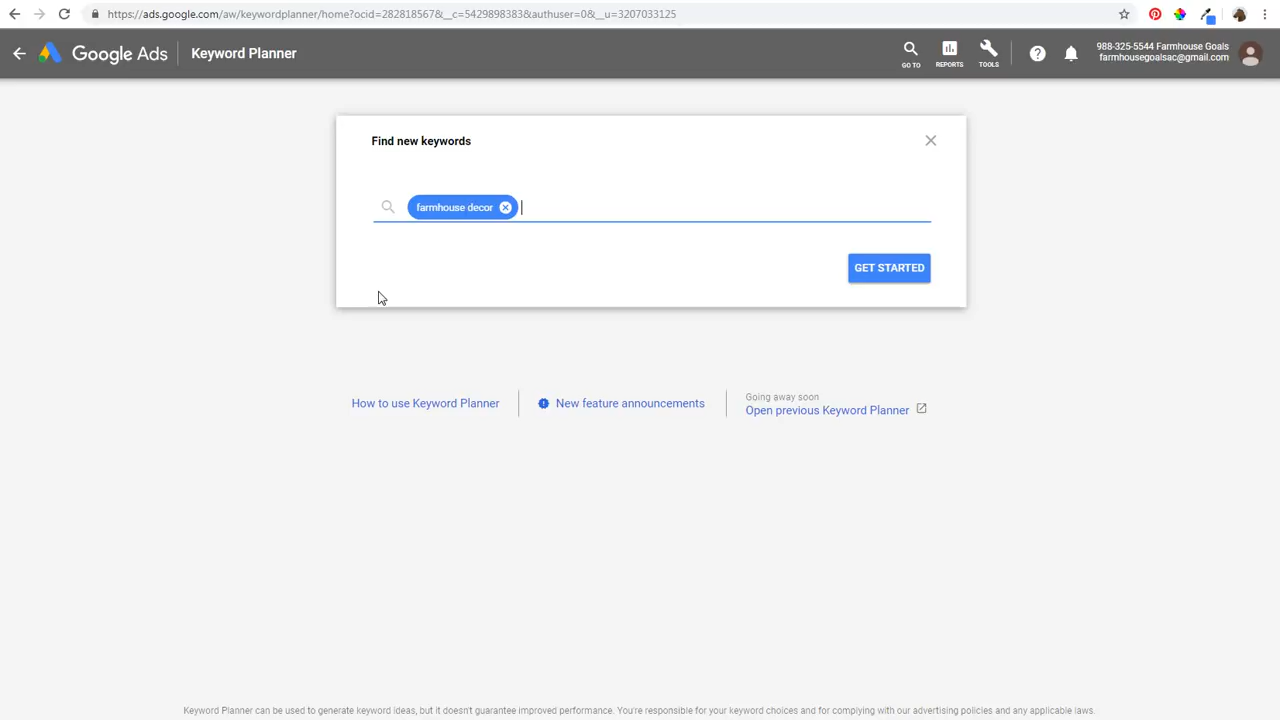 https://ads.google.com/aw/keywordplanner/home?ocid=282818567&__c=5429898383&authuser=0&__u=3207033125
Google Ads
Keyword Planner
GO TO
REPORTS
TOOLS
988-325-5544 Farmhouse Goals
farmhousegoalsac@gmail.com
Find new keywords
farmhouse decor
GET STARTED
How to use Keyword Planner
New feature announcements
Going away soon
Open previous Keyword Planner
Keyword Planner can be used to generate keyword ideas, but it doesn't guarantee improved performance. You're responsible for your keyword choices and for complying with our advertising policies and any applicable laws.